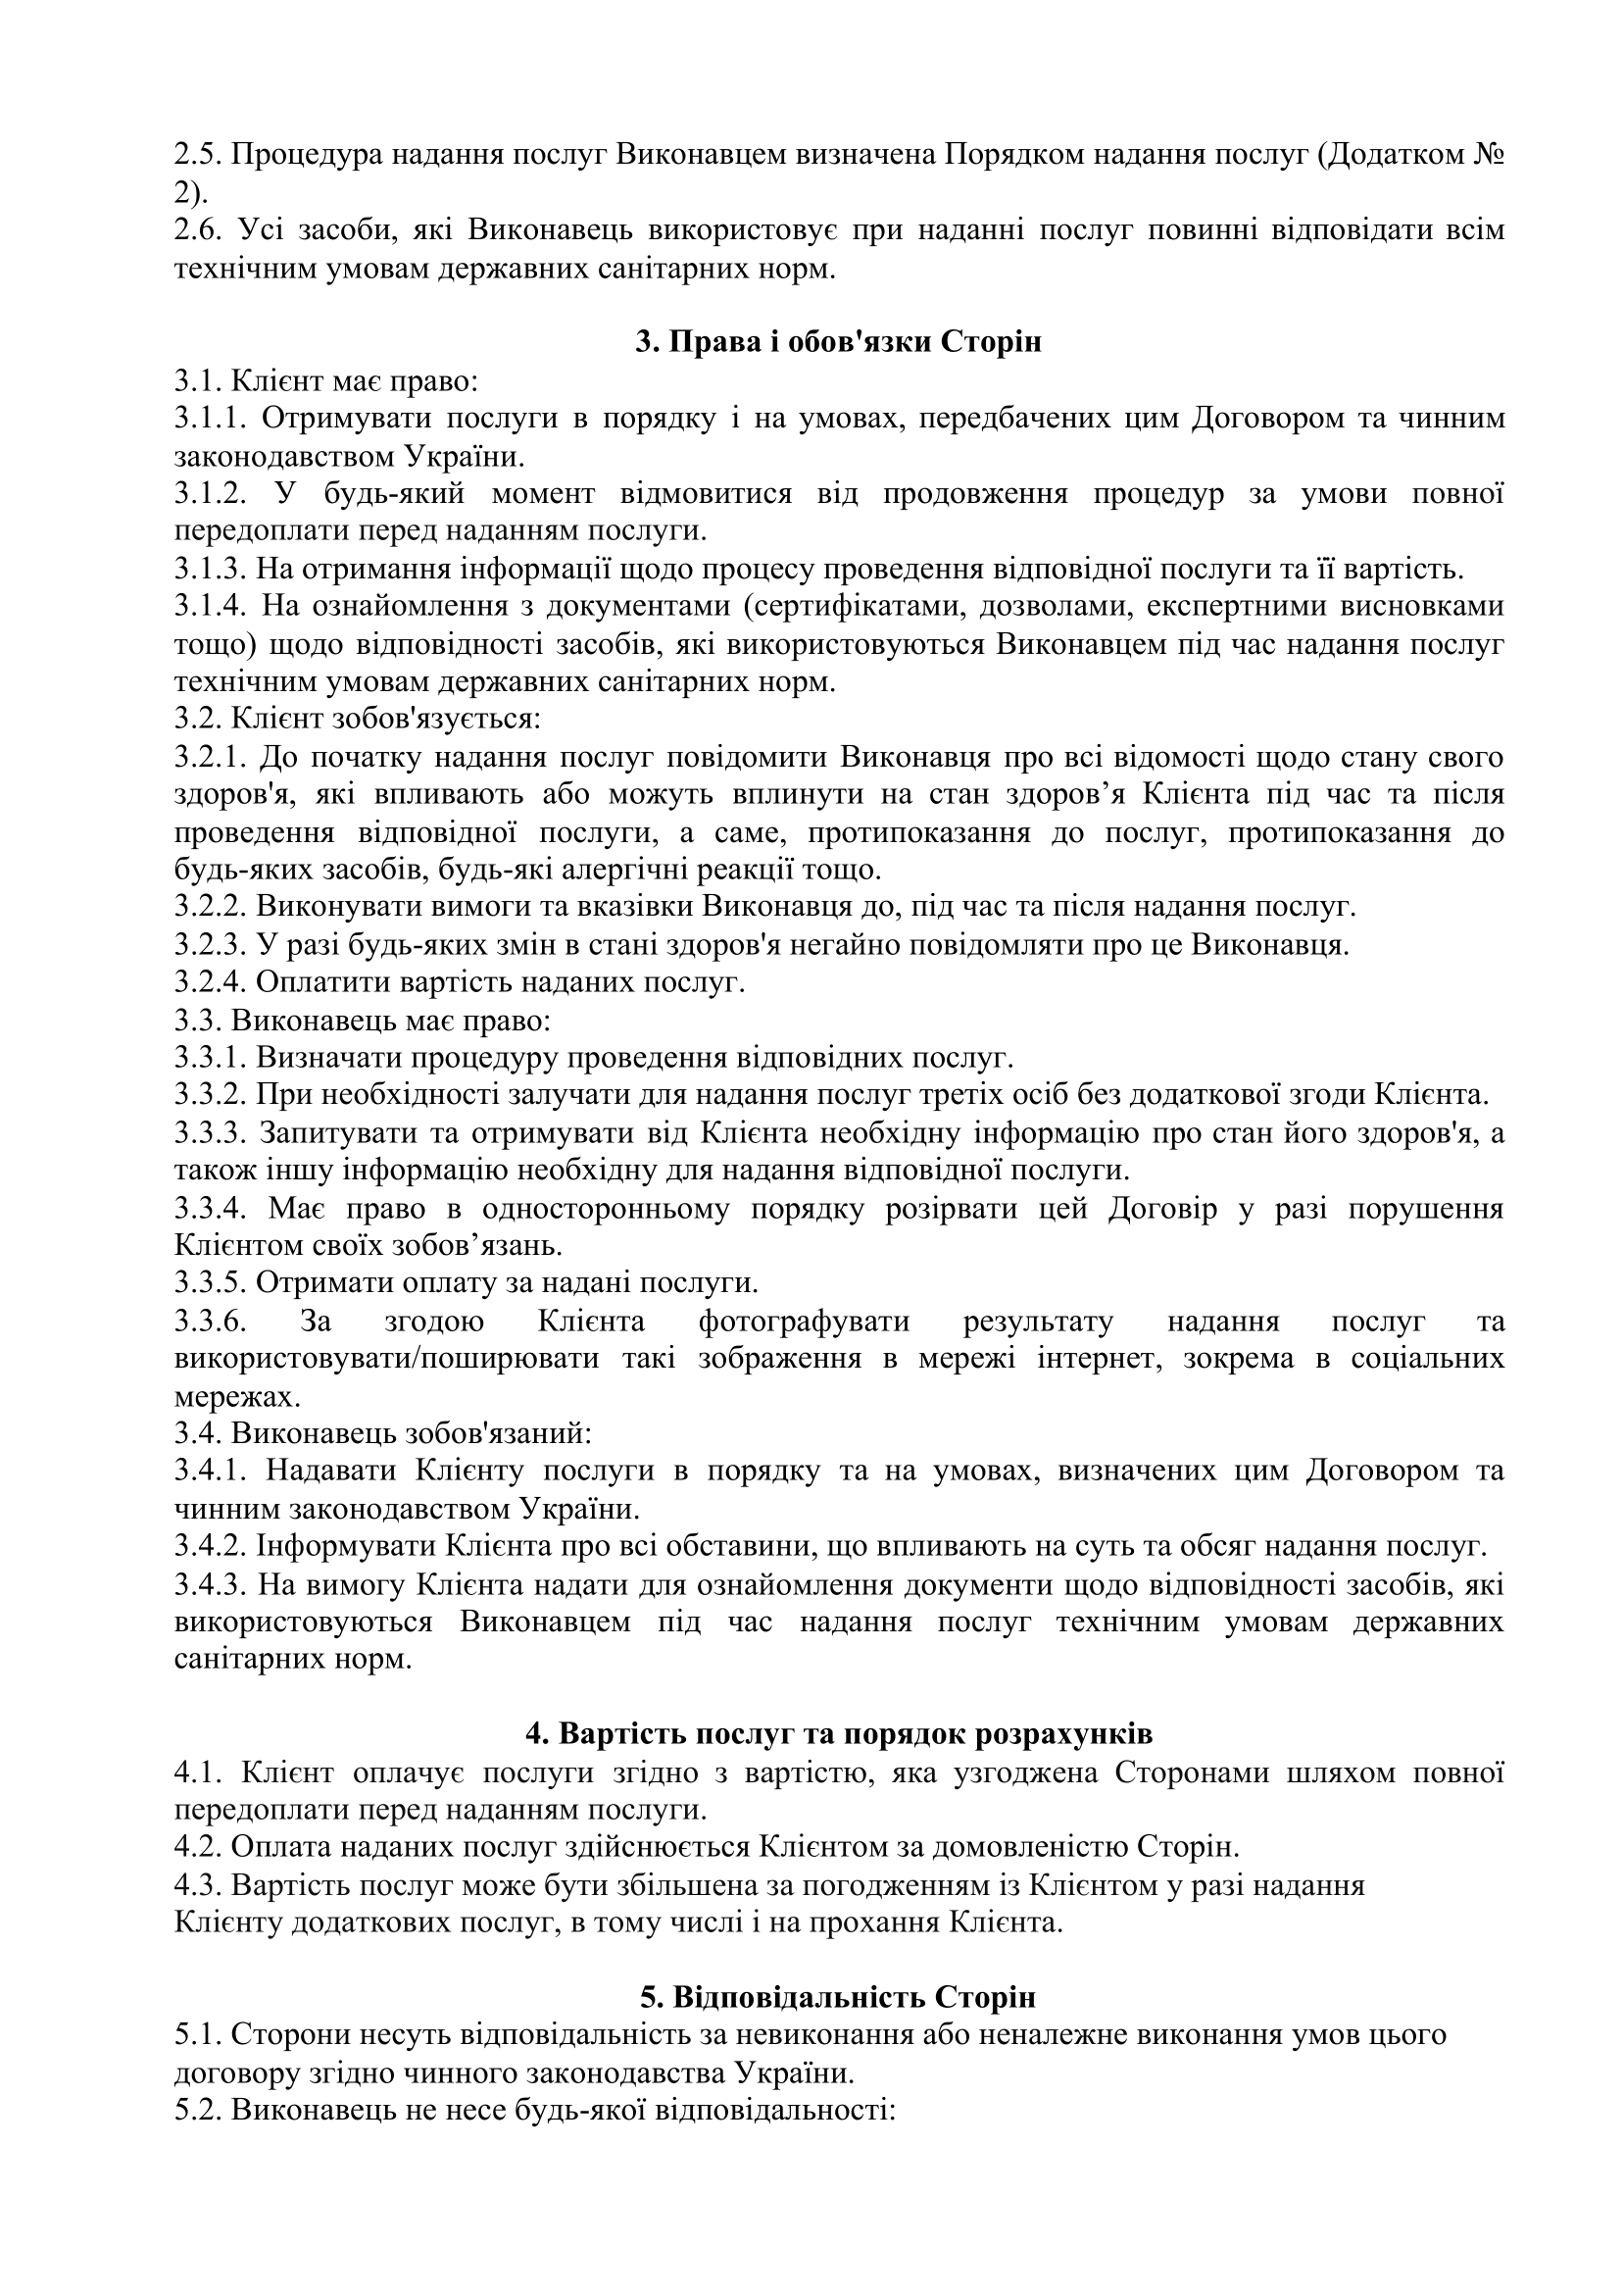 2.5. Процедура надання послуг Виконавцем визначена Порядком надання послуг (Додатком №
2).
2.6. Усі засоби, які Виконавець використовує при наданні послуг повинні відповідати всім
технічним умовам державних санітарних норм.
3. Права і обов'язки Сторін
3.1. Клієнт має право:
3.1.1. Отримувати послуги в порядку і на умовах, передбачених цим Договором та чинним
законодавством України.
3.1.2. У будь-який момент відмовитися від продовження процедур за умови повної
передоплати перед наданням послуги.
3.1.3. На отримання інформації щодо процесу проведення відповідної послуги та її вартість.
3.1.4. На ознайомлення з документами (сертифікатами, дозволами, експертними висновками
тощо) щодо відповідності засобів, які використовуються Виконавцем під час надання послуг
технічним умовам державних санітарних норм.
3.2. Клієнт зобов'язується:
3.2.1. До початку надання послуг повідомити Виконавця про всі відомості щодо стану свого
здоров'я, які впливають або можуть вплинути на стан здоров’я Клієнта під час та після
проведення відповідної послуги, а саме, протипоказання до послуг, протипоказання до
будь-яких засобів, будь-які алергічні реакції тощо.
3.2.2. Виконувати вимоги та вказівки Виконавця до, під час та після надання послуг.
3.2.3. У разі будь-яких змін в стані здоров'я негайно повідомляти про це Виконавця.
3.2.4. Оплатити вартість наданих послуг.
3.3. Виконавець має право:
3.3.1. Визначати процедуру проведення відповідних послуг.
3.3.2. При необхідності залучати для надання послуг третіх осіб без додаткової згоди Клієнта.
3.3.3. Запитувати та отримувати від Клієнта необхідну інформацію про стан його здоров'я, а
також іншу інформацію необхідну для надання відповідної послуги.
3.3.4. Має право в односторонньому порядку розірвати цей Договір у разі порушення
Клієнтом своїх зобов’язань.
3.3.5. Отримати оплату за надані послуги.
3.3.6. За згодою Клієнта фотографувати результату надання послуг та
використовувати/поширювати такі зображення в мережі інтернет, зокрема в соціальних
мережах.
3.4. Виконавець зобов'язаний:
3.4.1. Надавати Клієнту послуги в порядку та на умовах, визначених цим Договором та
чинним законодавством України.
3.4.2. Інформувати Клієнта про всі обставини, що впливають на суть та обсяг надання послуг.
3.4.3. На вимогу Клієнта надати для ознайомлення документи щодо відповідності засобів, які
використовуються Виконавцем під час надання послуг технічним умовам державних
санітарних норм.
4. Вартість послуг та порядок розрахунків
4.1. Клієнт оплачує послуги згідно з вартістю, яка узгоджена Сторонами шляхом повної
передоплати перед наданням послуги.
4.2. Оплата наданих послуг здійснюється Клієнтом за домовленістю Сторін.
4.3. Вартість послуг може бути збільшена за погодженням із Клієнтом у разі надання
Клієнту додаткових послуг, в тому числі і на прохання Клієнта.
5. Відповідальність Сторін
5.1. Сторони несуть відповідальність за невиконання або неналежне виконання умов цього
договору згідно чинного законодавства України.
5.2. Виконавець не несе будь-якої відповідальності: